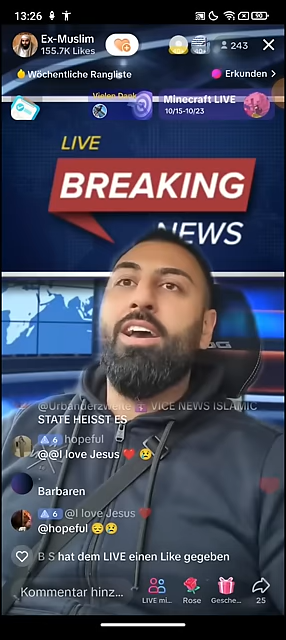 13:26
90
Ex-Muslim
155.7K Likes
243
Wöchentliche Rangliste
Erkunden
Vielen Dank
Minecraft LIVE
10/15-10/23
LIVE
BREAKING
NEWS
@Urbanderzweite VICE NEWS ISLAMIC
STATE HEISST ES
6 hopeful
@@I love Jesus
Barbaren
6 @I love Jesus
@hopeful
B S hat dem LIVE einen Like gegeben
Kommentar hinz...
LIVE mi...
Rose
Gesche...
25